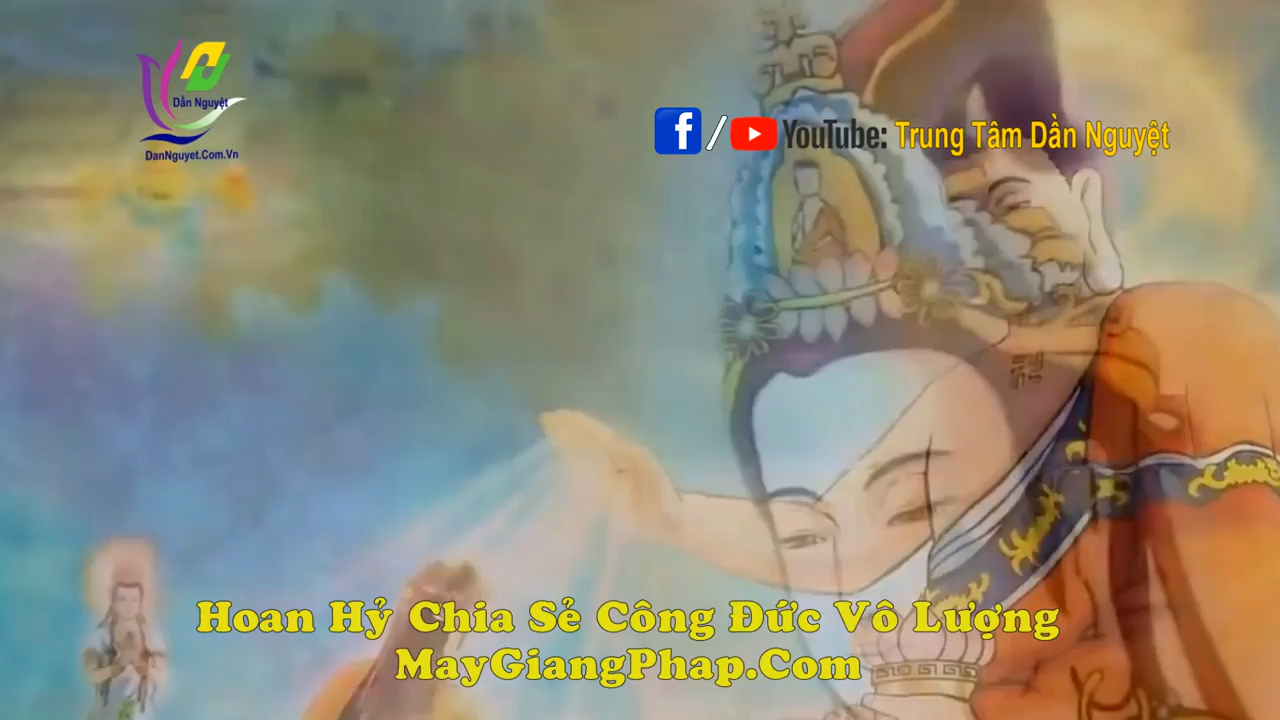 Dần Nguyệt
DanNguyet.Com.Vn
f / YouTube: Trung Tâm Dần Nguyệt
Hoan Hỷ Chia Sẻ Công Đức Vô Lượng
MayGiangPhap.Com